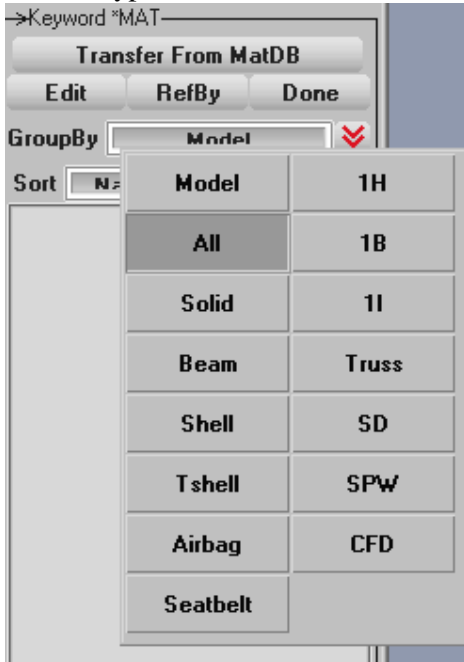 ->Keyword *MAT
Transfer From MatDB
Edit RefBy Done
GroupBy Model
Sort
Model 1H
All 1B
Solid 1I
Beam Truss
Shell SD
Tshell SPW
Airbag CFD
Seatbelt